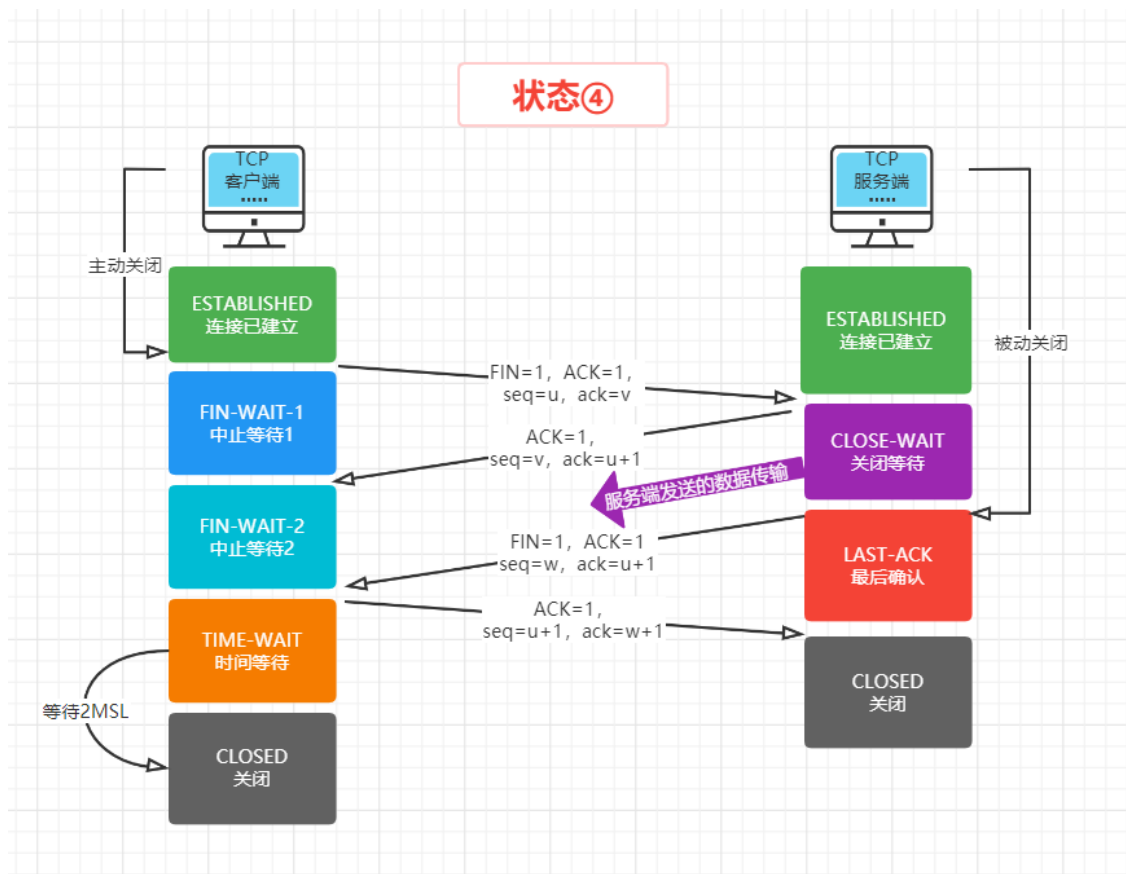 状态④
TCP
客户端
TCP
服务端
主动关闭
ESTABLISHED
连接已建立
ESTABLISHED
连接已建立
被动关闭
FIN=1，ACK=1，
seq=u，ack=v
FIN-WAIT-1
中止等待1
ACK=1，
seq=v，ack=u+1
CLOSE-WAIT
关闭等待
服务端发送的数据传输
FIN-WAIT-2
中止等待2
FIN=1，ACK=1
seq=w，ack=u+1
LAST-ACK
最后确认
ACK=1，
seq=u+1，ack=w+1
TIME-WAIT
时间等待
等待2MSL
CLOSED
关闭
CLOSED
关闭